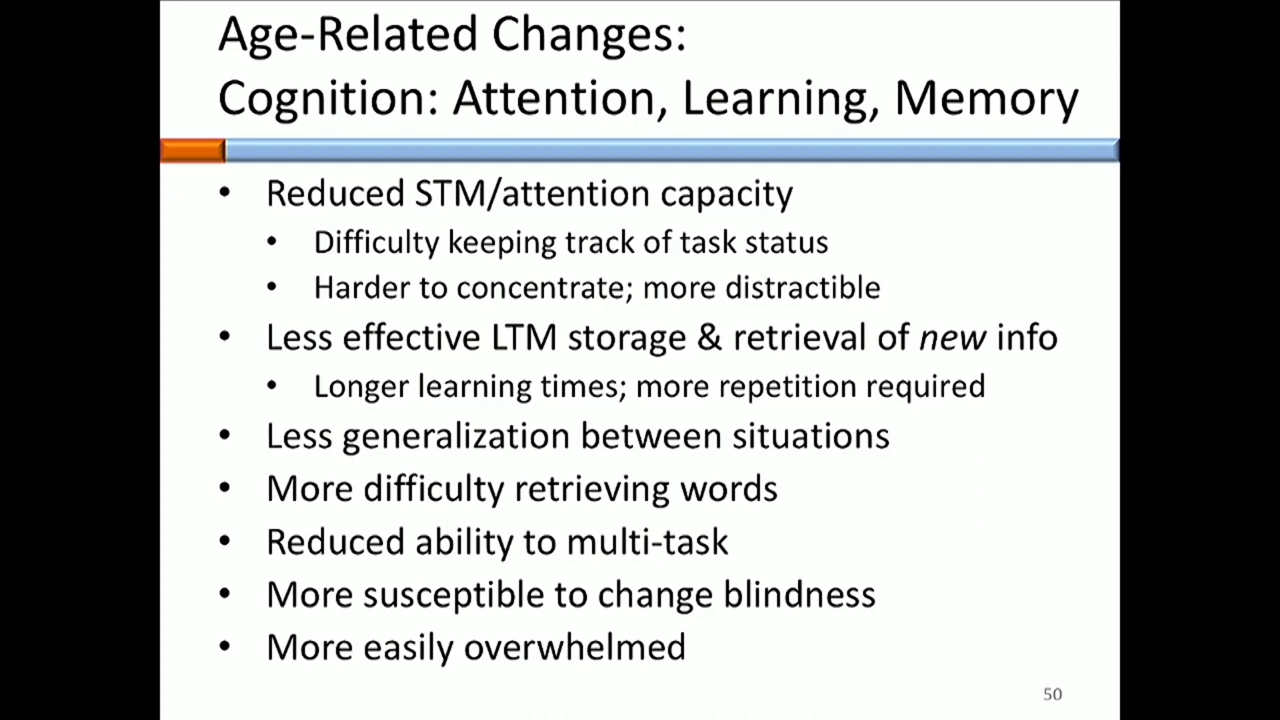 Age-Related Changes:
Cognition: Attention, Learning, Memory
• Reduced STM/attention capacity
• Difficulty keeping track of task status
• Harder to concentrate; more distractible
• Less effective LTM storage & retrieval of new info
• Longer learning times; more repetition required
• Less generalization between situations
• More difficulty retrieving words
• Reduced ability to multi-task
• More susceptible to change blindness
• More easily overwhelmed
50